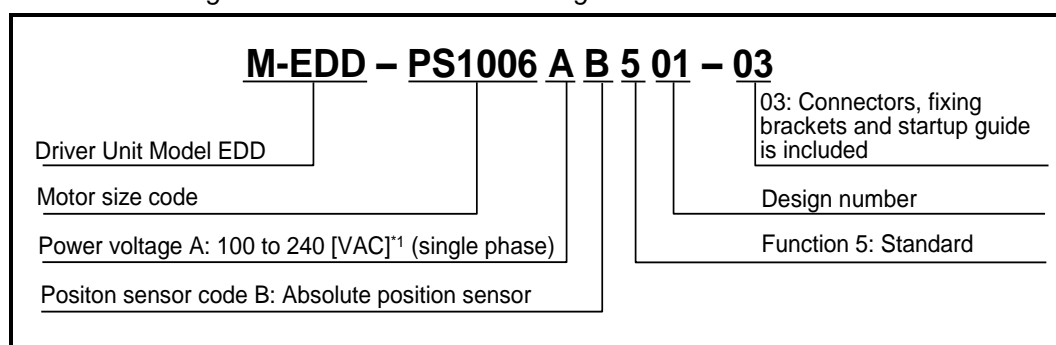 M-EDD – PS1006 A B 5 01 – 03
03: Connectors, fixing
brackets and startup guide
is included
Driver Unit Model EDD
Motor size code
Design number
Power voltage A: 100 to 240 [VAC]*1 (single phase)
Function 5: Standard
Positon sensor code B: Absolute position sensor